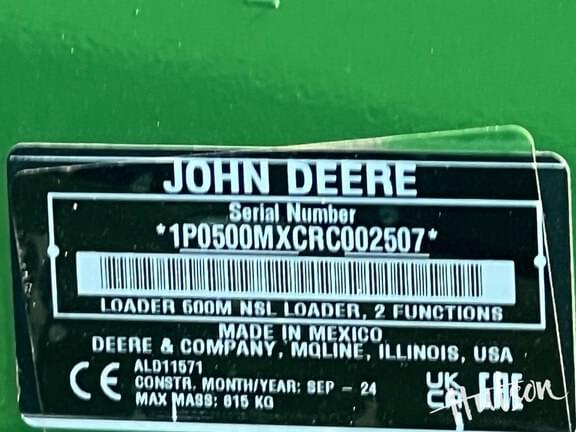 JOHN DEERE
Serial Number
*1P0500MXCRC002507*
LOADER 600M NSL LOADER, 2 FUNCTIONS
MADE IN MEXICO
DEERE & COMPANY, MOLINE, ILLINOIS, USA
ALD11571
CONSTR. MONTH/YEAR: SEP - 24
MAX MASS: 615 KG
CE
UK
CA
EAC
Hutson